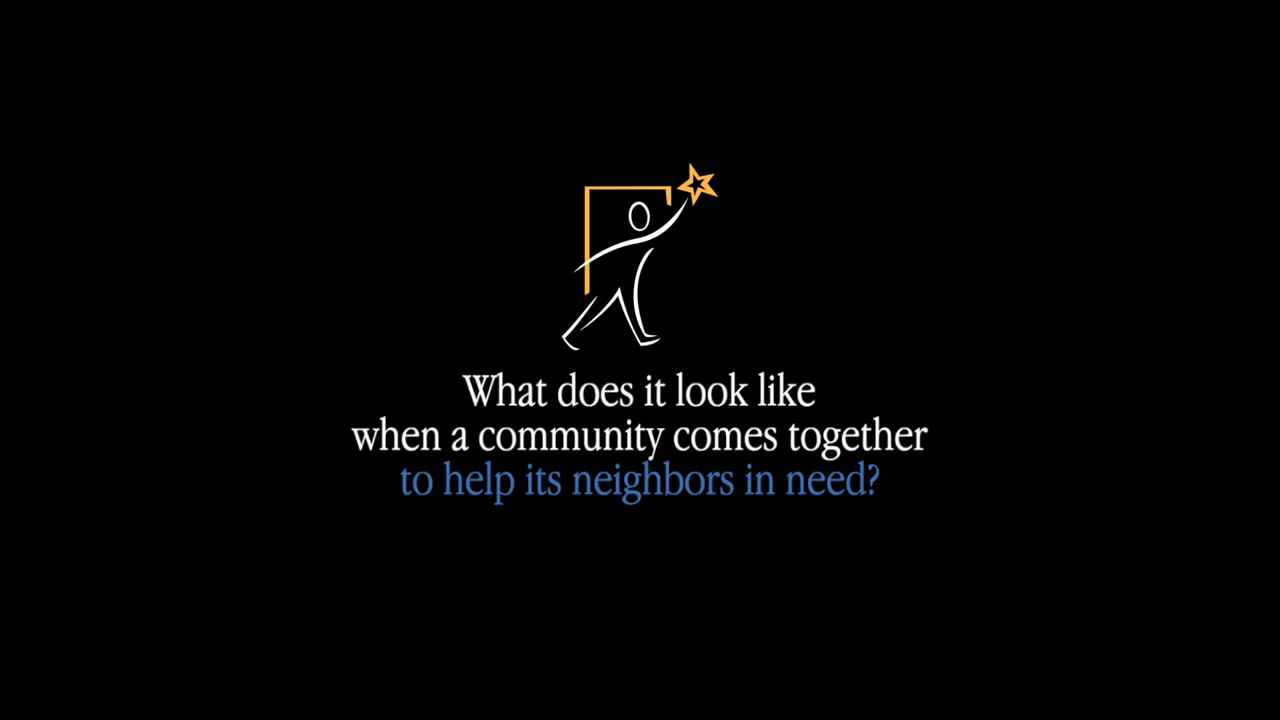 What does it look like
when a community comes together
to help its neighbors in need?